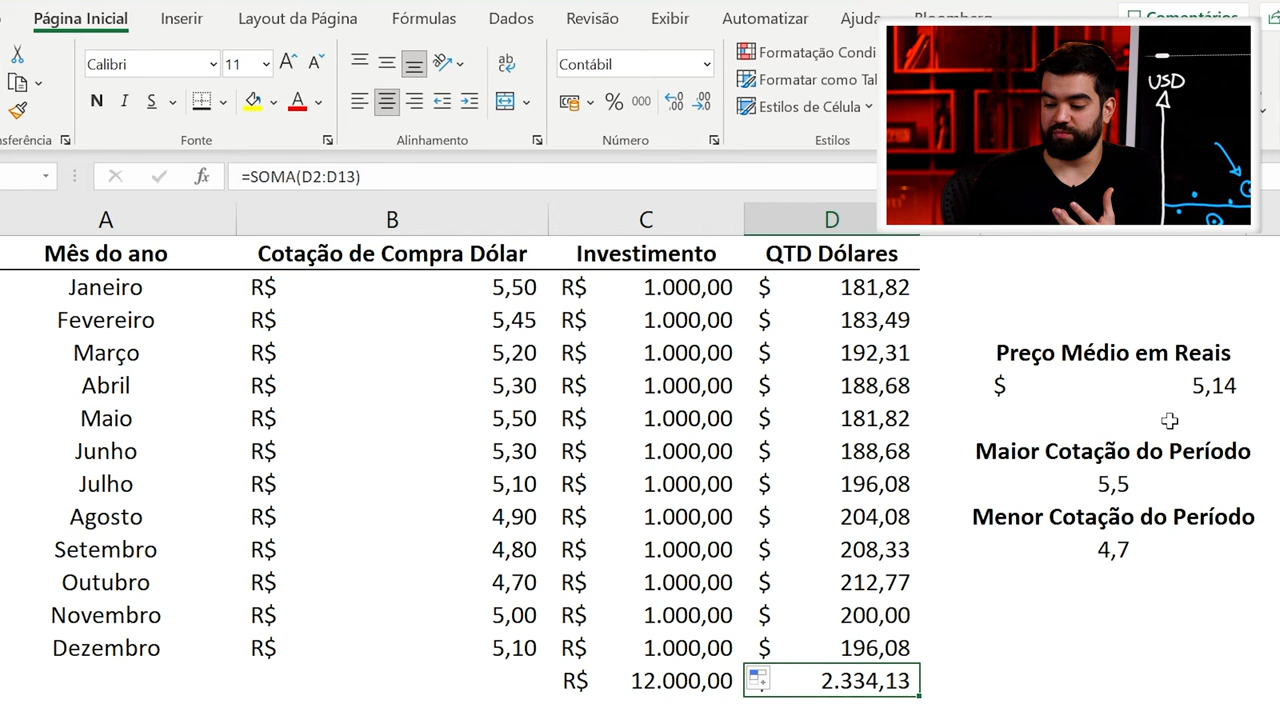 Página Inicial Inserir Layout da Página Fórmulas Dados Revisão Exibir Automatizar Ajuda Bloomberg Comentários
Calibri 11 ab Contábil Formatação Condi
Formatar como Tal
N I S A % 000 Estilos de Célula
sferência Fonte Alinhamento Número Estilos
fx =SOMA(D2:D13)
USD
A B C D
Mês do ano Cotação de Compra Dólar Investimento QTD Dólares
Janeiro R$ 5,50 R$ 1.000,00 $ 181,82
Fevereiro R$ 5,45 R$ 1.000,00 $ 183,49
Março R$ 5,20 R$ 1.000,00 $ 192,31 Preço Médio em Reais
Abril R$ 5,30 R$ 1.000,00 $ 188,68 $ 5,14
Maio R$ 5,50 R$ 1.000,00 $ 181,82
Junho R$ 5,30 R$ 1.000,00 $ 188,68 Maior Cotação do Período
Julho R$ 5,10 R$ 1.000,00 $ 196,08 5,5
Agosto R$ 4,90 R$ 1.000,00 $ 204,08 Menor Cotação do Período
Setembro R$ 4,80 R$ 1.000,00 $ 208,33 4,7
Outubro R$ 4,70 R$ 1.000,00 $ 212,77
Novembro R$ 5,00 R$ 1.000,00 $ 200,00
Dezembro R$ 5,10 R$ 1.000,00 $ 196,08
R$ 12.000,00 2.334,13